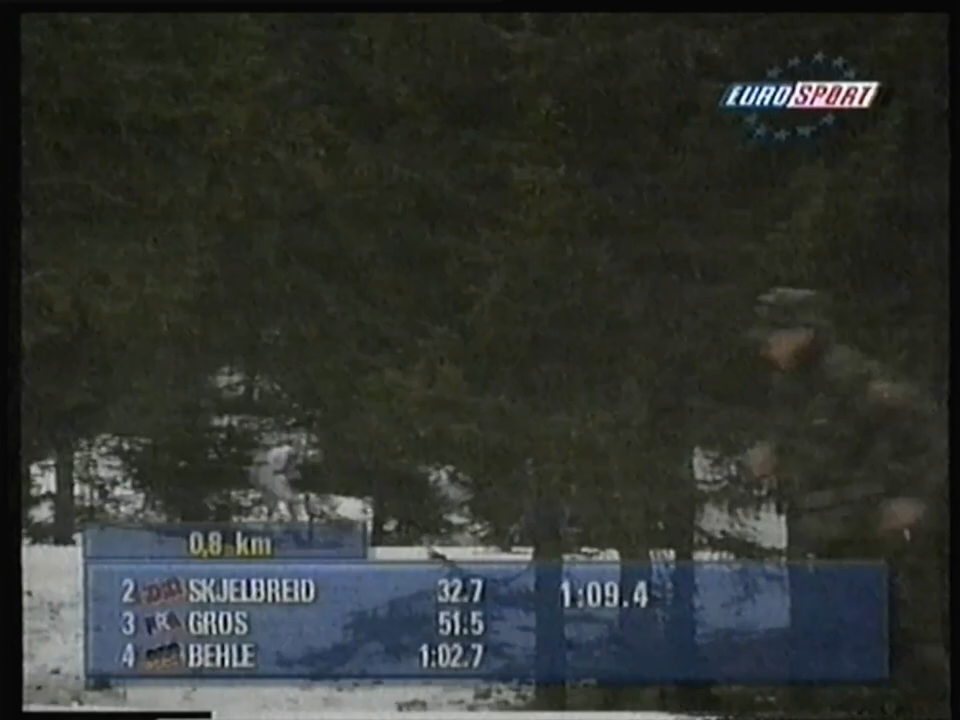 EUROSPORT
0,8 km
2 SKJELBREID 32.7 1:09.4
3 FRA GROS 51.5
4 BEHLE 1:02.7